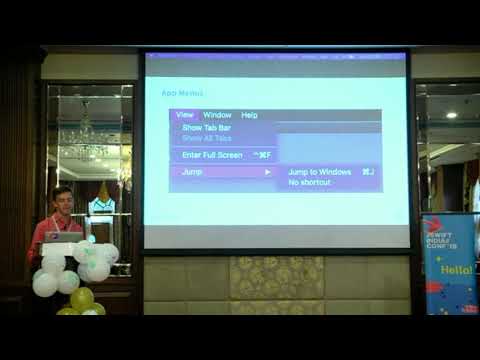 App Menus
View Window Help
Show Tab Bar
Show All Tabs
Enter Full Screen ^⌘F
Jump ▶ Jump to Windows ⌘J
No shortcut
SWIFT
INDIA
CONF'18
Hello!